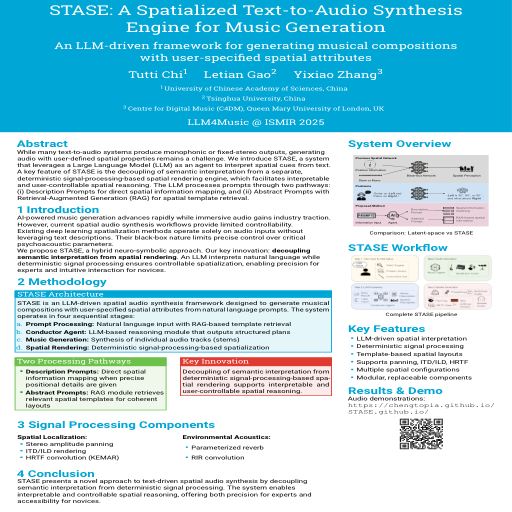 STASE: A Spatialized Text-to-Audio Synthesis
Engine for Music Generation
An LLM-driven framework for generating musical compositions
with user-specified spatial attributes
Tutti Chi1 Letian Gao2 Yixiao Zhang3
1 University of Chinese Academy of Sciences, China
2 Tsinghua University, China
3 Centre for Digital Music (C4DM), Queen Mary University of London, UK
LLM4Music @ ISMIR 2025
Abstract
While many text-to-audio systems produce monophonic or fixed-stereo outputs, generating
audio with user-defined spatial properties remains a challenge. We introduce STASE, a system
that leverages a Large Language Model (LLM) as an agent to interpret spatial cues from text.
A key feature of STASE is the decoupling of semantic interpretation from a separate,
deterministic signal-processing-based spatial rendering engine, which facilitates interpretable
and user-controllable spatial reasoning. The LLM processes prompts through two pathways:
(i) Description Prompts for direct spatial information mapping, and (ii) Abstract Prompts with
Retrieval-Augmented Generation (RAG) for spatial template retrieval.
1 Introduction
AI-powered music generation advances rapidly while immersive audio gains industry traction.
However, current spatial audio synthesis workflows provide limited controllability.
Existing deep learning spatialization methods operate solely on audio inputs without
leveraging text descriptions. Their black-box nature limits precise control over critical
psychoacoustic parameters.
We propose STASE, a hybrid neuro-symbolic approach. Our key innovation: decoupling
semantic interpretation from spatial rendering. An LLM interprets natural language while
deterministic signal processing ensures controllable spatialization, enabling precision for
experts and intuitive interaction for novices.
2 Methodology
STASE Architecture
STASE is an LLM-driven spatial audio synthesis framework designed to generate musical
compositions with user-specified spatial attributes from natural language prompts. The system
operates in four sequential stages:
a. Prompt Processing: Natural language input with RAG-based template retrieval
b. Conductor Agent: LLM-based reasoning module that outputs structured plans
c. Music Generation: Synthesis of individual audio tracks (stems)
d. Spatial Rendering: Deterministic signal-processing-based spatialization
Two Processing Pathways
• Description Prompts: Direct spatial
information mapping when precise
positional details are given
• Abstract Prompts: RAG module retrieves
relevant spatial templates for coherent
layouts
Key Innovation
Decoupling of semantic interpretation from
deterministic signal-processing-based spa-
tial rendering supports interpretable and
user-controllable spatial reasoning.
3 Signal Processing Components
Spatial Localization:
• Stereo amplitude panning
• ITD/ILD rendering
• HRTF convolution (KEMAR)
Environmental Acoustics:
• Parameterized reverb
• RIR convolution
4 Conclusion
STASE presents a novel approach to text-driven spatial audio synthesis by decoupling
semantic interpretation from deterministic signal processing. The system enables
interpretable and controllable spatial reasoning, offering both precision for experts and
accessibility for novices.
System Overview
Comparison: Latent-space vs STASE
STASE Workflow
Complete STASE pipeline
Key Features
• LLM-driven spatial interpretation
• Deterministic signal processing
• Template-based spatial layouts
• Supports panning, ITD/ILD, HRTF
• Multiple spatial configurations
• Modular, replaceable components
Results & Demo
Audio demonstrations:
https://chengtopia.github.io/
STASE.github.io/